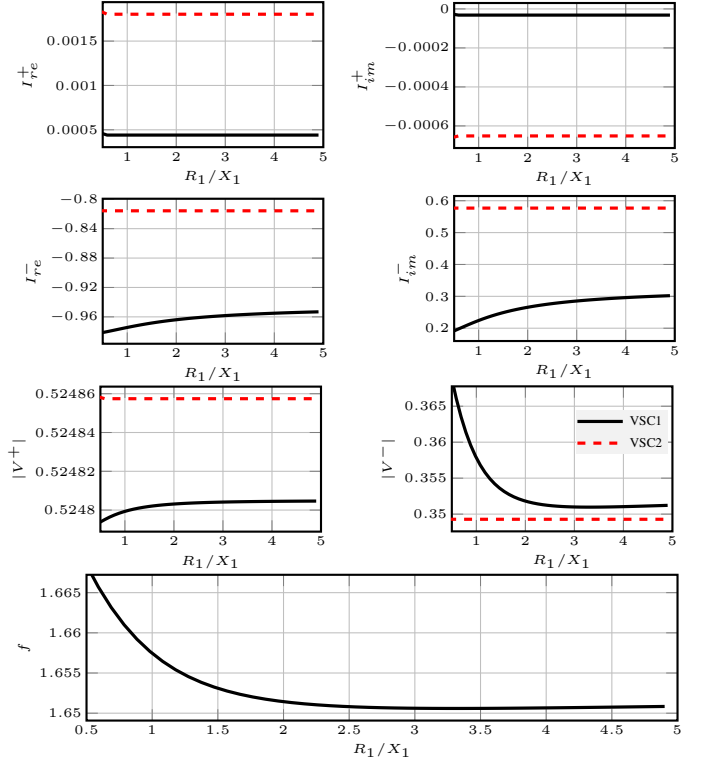 0.0015
0.0005
I⁺re
1 2 3 4 5
R₁/X₁
0
−0.0002
−0.0004
−0.0006
I⁺im
1 2 3 4 5
R₁/X₁
−0.8
−0.84
−0.88
−0.92
−0.96
I⁻re
1 2 3 4 5
R₁/X₁
0.6
0.5
0.4
0.3
0.2
I⁻im
1 2 3 4 5
R₁/X₁
0.52486
0.52484
0.52482
0.5248
|V⁺|
1 2 3 4 5
R₁/X₁
0.365
0.36
0.355
0.35
|V⁻|
VSC1
VSC2
1 2 3 4 5
R₁/X₁
1.665
1.66
1.655
1.65
f
0.5 1 1.5 2 2.5 3 3.5 4 4.5 5
R₁/X₁